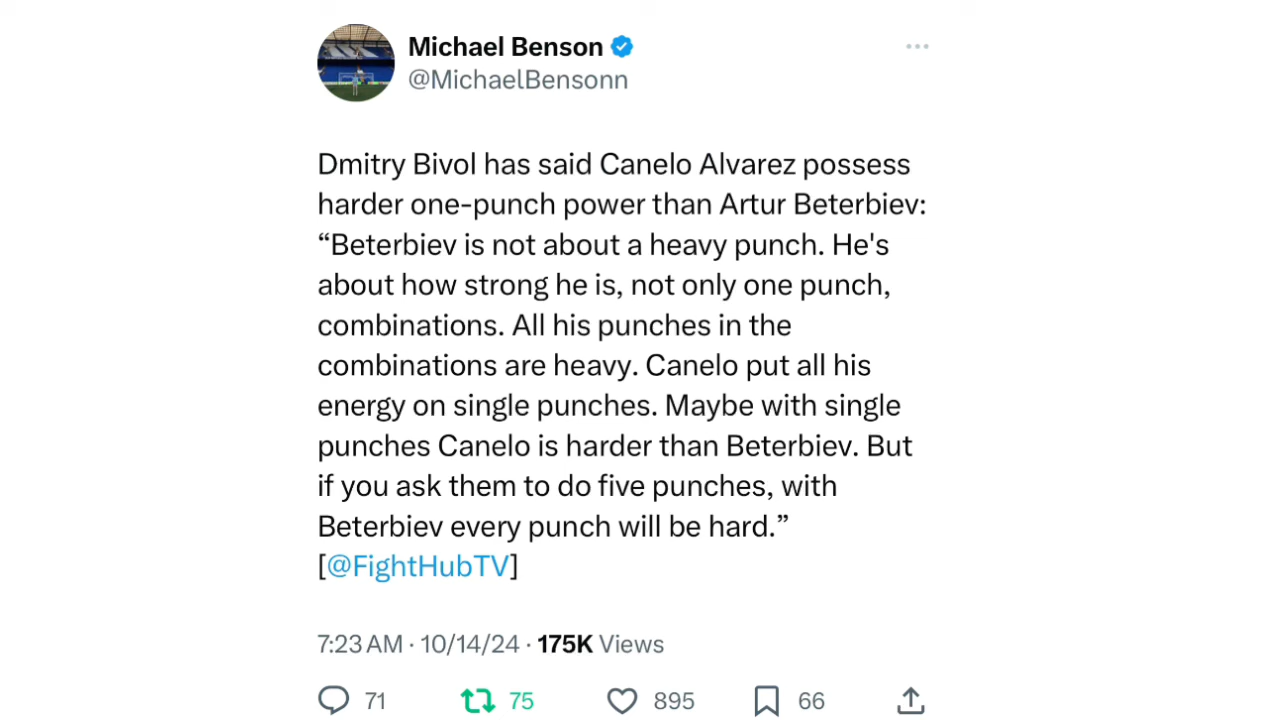 Michael Benson
@MichaelBensonn
Dmitry Bivol has said Canelo Alvarez possess
harder one-punch power than Artur Beterbiev:
“Beterbiev is not about a heavy punch. He's
about how strong he is, not only one punch,
combinations. All his punches in the
combinations are heavy. Canelo put all his
energy on single punches. Maybe with single
punches Canelo is harder than Beterbiev. But
if you ask them to do five punches, with
Beterbiev every punch will be hard.”
[@FightHubTV]
7:23 AM · 10/14/24 · 175K Views
71 75 895 66